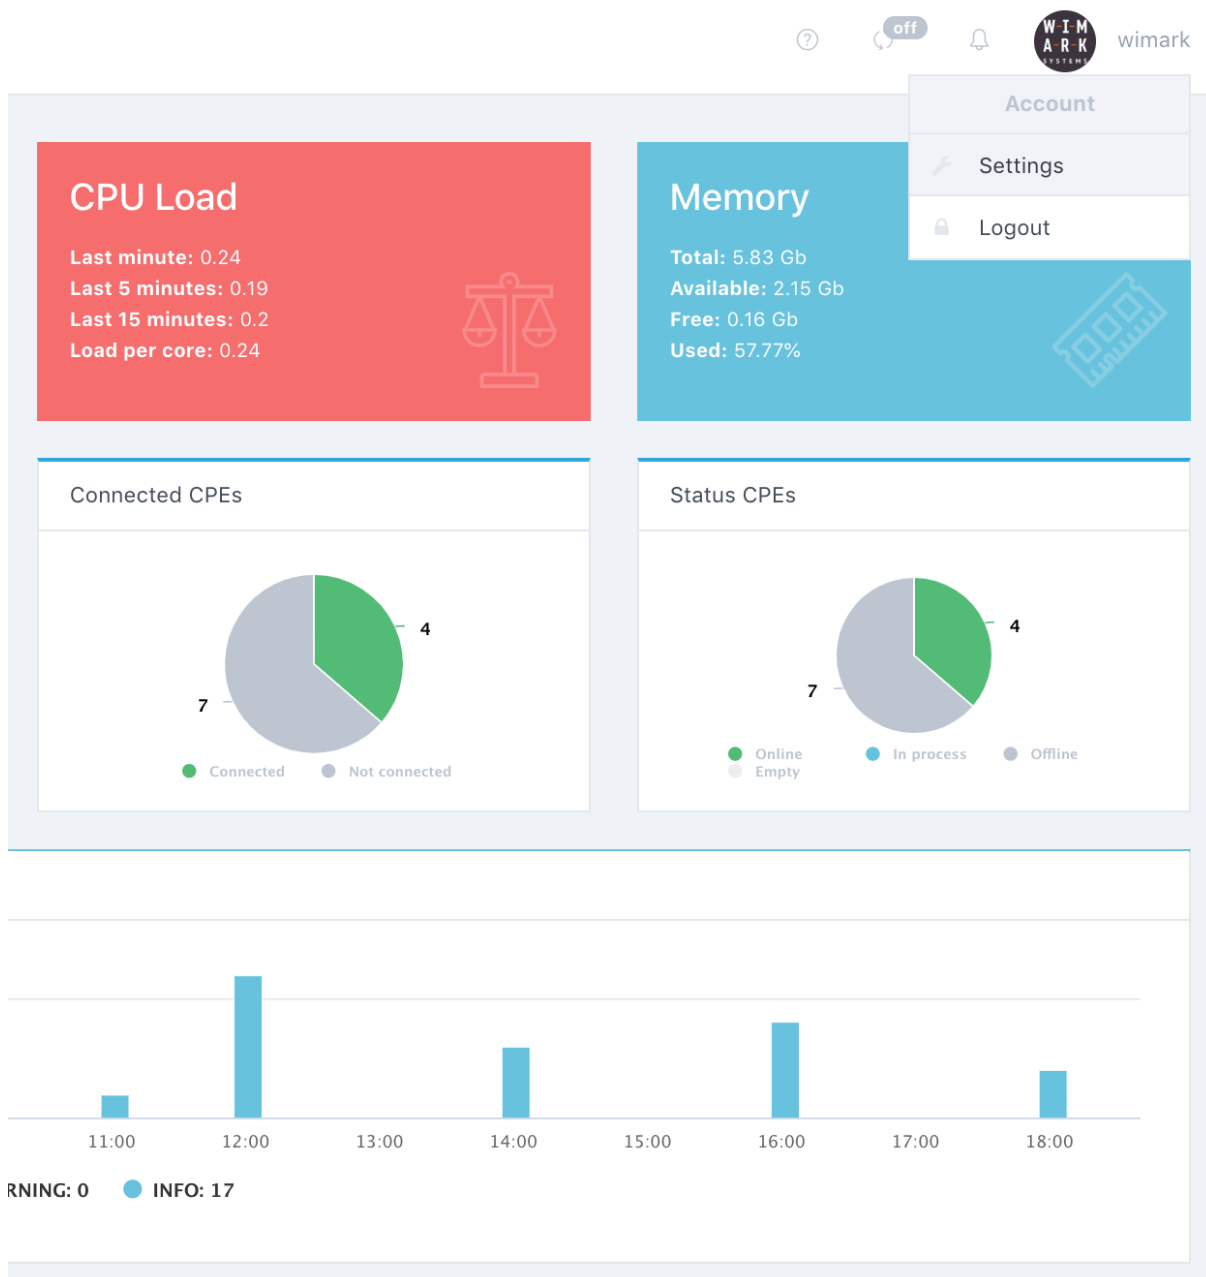 off
W-I-M
A-R-K
SYSTEMS
wimark
Account
Settings
Logout
CPU Load
Last minute: 0.24
Last 5 minutes: 0.19
Last 15 minutes: 0.2
Load per core: 0.24
Memory
Total: 5.83 Gb
Available: 2.15 Gb
Free: 0.16 Gb
Used: 57.77%
Connected CPEs
4
7
Connected
Not connected
Status CPEs
4
7
Online
In process
Offline
Empty
11:00
12:00
13:00
14:00
15:00
16:00
17:00
18:00
RNING: 0
INFO: 17